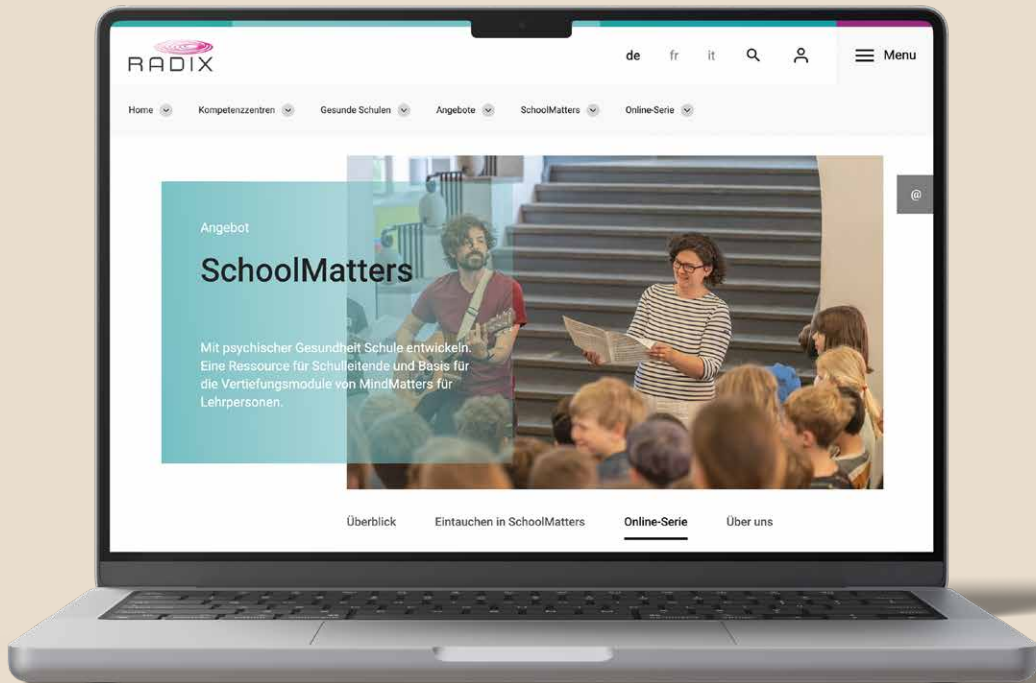 RADIX
de fr it Menu
Home Kompetenzzentren Gesunde Schulen Angebote SchoolMatters Online-Serie
@
Angebot
SchoolMatters
Mit psychischer Gesundheit Schule entwickeln.
Eine Ressource für Schulleitende und Basis für
die Vertiefungsmodule von MindMatters für
Lehrpersonen.
Überblick Eintauchen in SchoolMatters Online-Serie Über uns